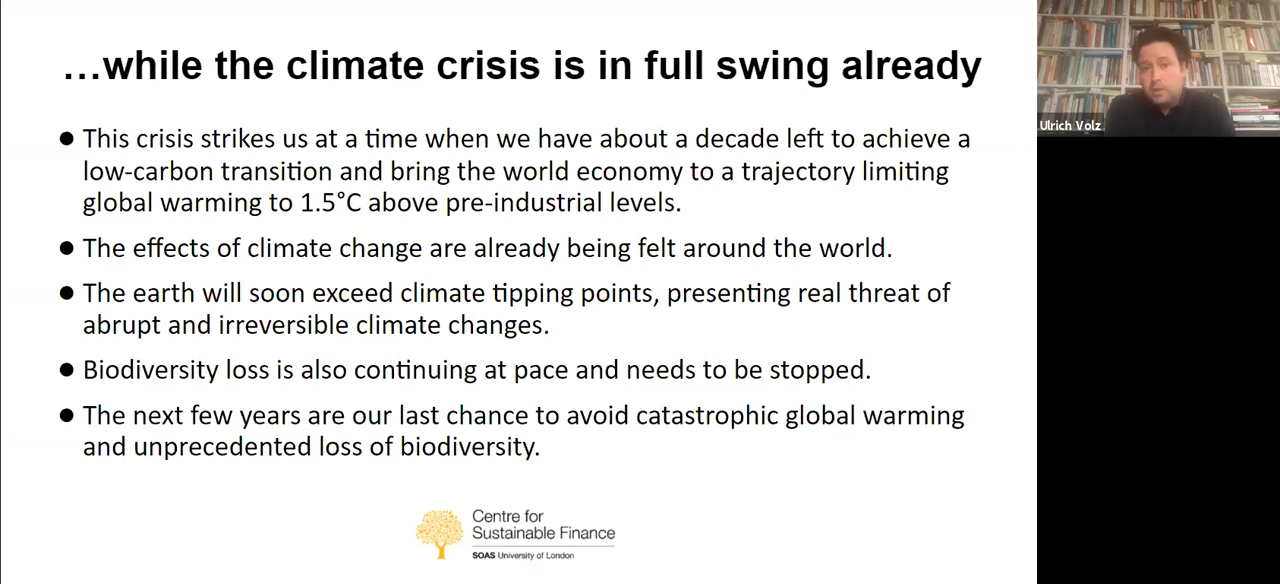 …while the climate crisis is in full swing already
● This crisis strikes us at a time when we have about a decade left to achieve a
low-carbon transition and bring the world economy to a trajectory limiting
global warming to 1.5°C above pre-industrial levels.
● The effects of climate change are already being felt around the world.
● The earth will soon exceed climate tipping points, presenting real threat of
abrupt and irreversible climate changes.
● Biodiversity loss is also continuing at pace and needs to be stopped.
● The next few years are our last chance to avoid catastrophic global warming
and unprecedented loss of biodiversity.
Centre for
Sustainable Finance
SOAS University of London
Ulrich Volz